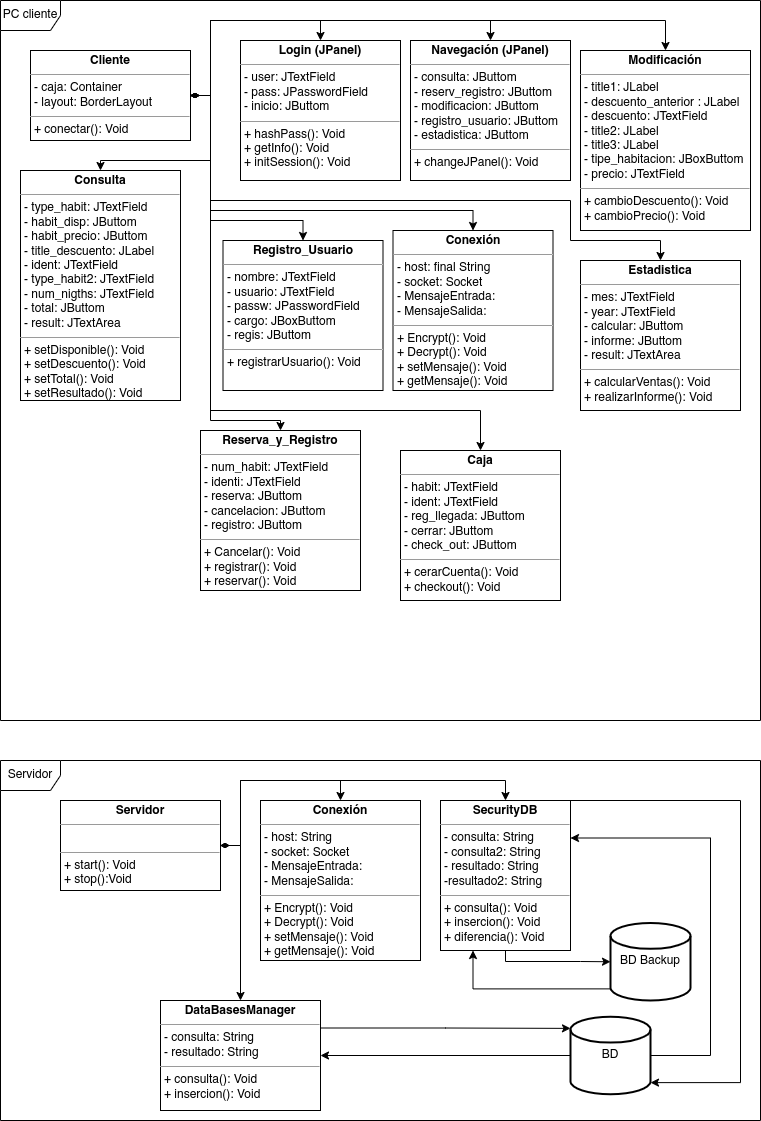 PC cliente
Cliente
- caja: Container
- layout: BorderLayout
+ conectar(): Void
Login (JPanel)
- user: JTextField
- pass: JPasswordField
- inicio: JButtom
+ hashPass(): Void
+ getInfo(): Void
+ initSession(): Void
Navegación (JPanel)
- consulta: JButtom
- reserv_registro: JButtom
- modificacion: JButtom
- registro_usuario: JButtom
- estadistica: JButtom
+ changeJPanel(): Void
Modificación
- title1: JLabel
- descuento_anterior : JLabel
- descuento: JTextField
- title2: JLabel
- title3: JLabel
- tipe_habitacion: JBoxButtom
- precio: JTextField
+ cambioDescuento(): Void
+ cambioPrecio(): Void
Consulta
- type_habit: JTextField
- habit_disp: JButtom
- habit_precio: JButtom
- title_descuento: JLabel
- ident: JTextField
- type_habit2: JTextField
- num_nigths: JTextField
- total: JButtom
- result: JTextArea
+ setDisponible(): Void
+ setDescuento(): Void
+ setTotal(): Void
+ setResultado(): Void
Registro_Usuario
- nombre: JTextField
- usuario: JTextField
- passw: JPasswordField
- cargo: JBoxButtom
- regis: JButtom
+ registrarUsuario(): Void
Conexión
- host: final String
- socket: Socket
- MensajeEntrada:
- MensajeSalida:
+ Encrypt(): Void
+ Decrypt(): Void
+ setMensaje(): Void
+ getMensaje(): Void
Estadistica
- mes: JTextField
- year: JTextField
- calcular: JButtom
- informe: JButtom
- result: JTextArea
+ calcularVentas(): Void
+ realizarInforme(): Void
Reserva_y_Registro
- num_habit: JTextField
- identi: JTextField
- reserva: JButtom
- cancelacion: JButtom
- registro: JButtom
+ Cancelar(): Void
+ registrar(): Void
+ reservar(): Void
Caja
- habit: JTextField
- ident: JTextField
- reg_llegada: JButtom
- cerrar: JButtom
- check_out: JButtom
+ cerarCuenta(): Void
+ checkout(): Void
Servidor
Servidor
+ start(): Void
+ stop():Void
Conexión
- host: String
- socket: Socket
- MensajeEntrada:
- MensajeSalida:
+ Encrypt(): Void
+ Decrypt(): Void
+ setMensaje(): Void
+ getMensaje(): Void
SecurityDB
- consulta: String
- consulta2: String
- resultado: String
-resultado2: String
+ consulta(): Void
+ insercion(): Void
+ diferencia(): Void
BD Backup
DataBasesManager
- consulta: String
- resultado: String
+ consulta(): Void
+ insercion(): Void
BD